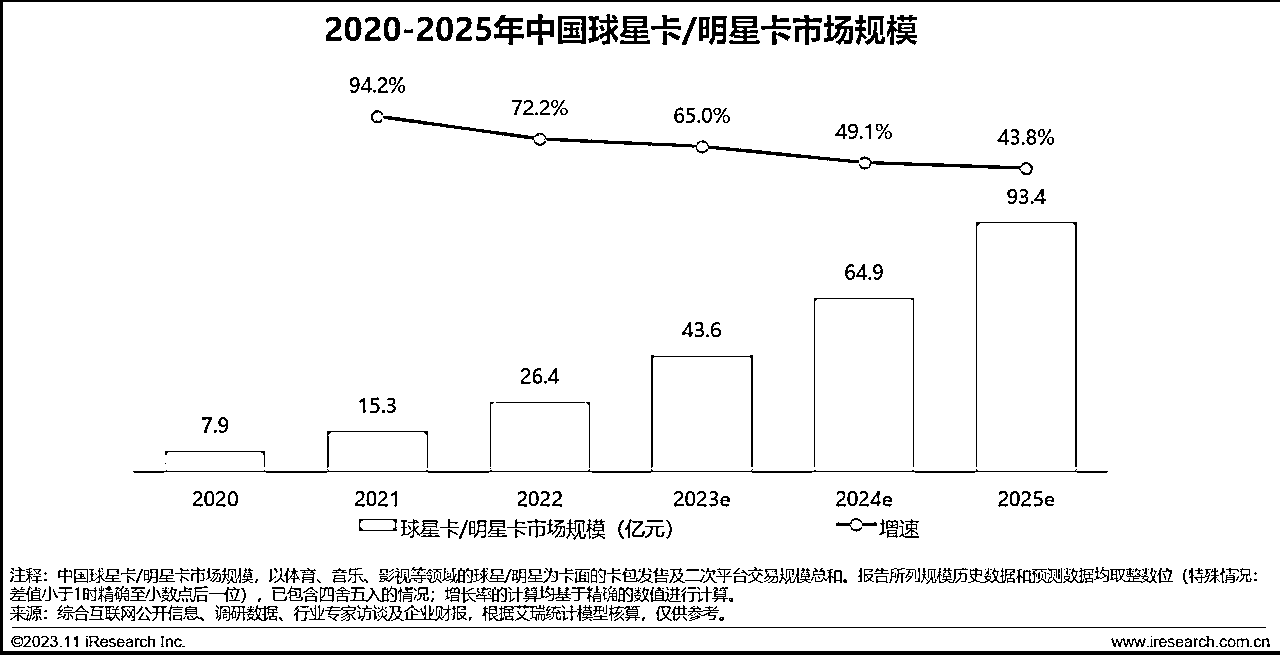 2020-2025年中国球星卡/明星卡市场规模
94.2%
72.2%
65.0%
49.1%
43.8%
93.4
64.9
43.6
26.4
15.3
7.9
2020 2021 2022 2023e 2024e 2025e
球星卡/明星卡市场规模（亿元） 增速
注释：中国球星卡/明星卡市场规模，以体育、音乐、影视等领域的球星/明星为卡面的卡包发售及二次平台交易规模总和。报告所列规模历史数据和预测数据均取整数位（特殊情况：
差值小于1时精确至小数点后一位），已包含四舍五入的情况；增长率的计算均基于精确的数值进行计算。
来源：综合互联网公开信息、调研数据、行业专家访谈及企业财报，根据艾瑞统计模型核算，仅供参考。
©2023.11 iResearch Inc. www.iresearch.com.cn